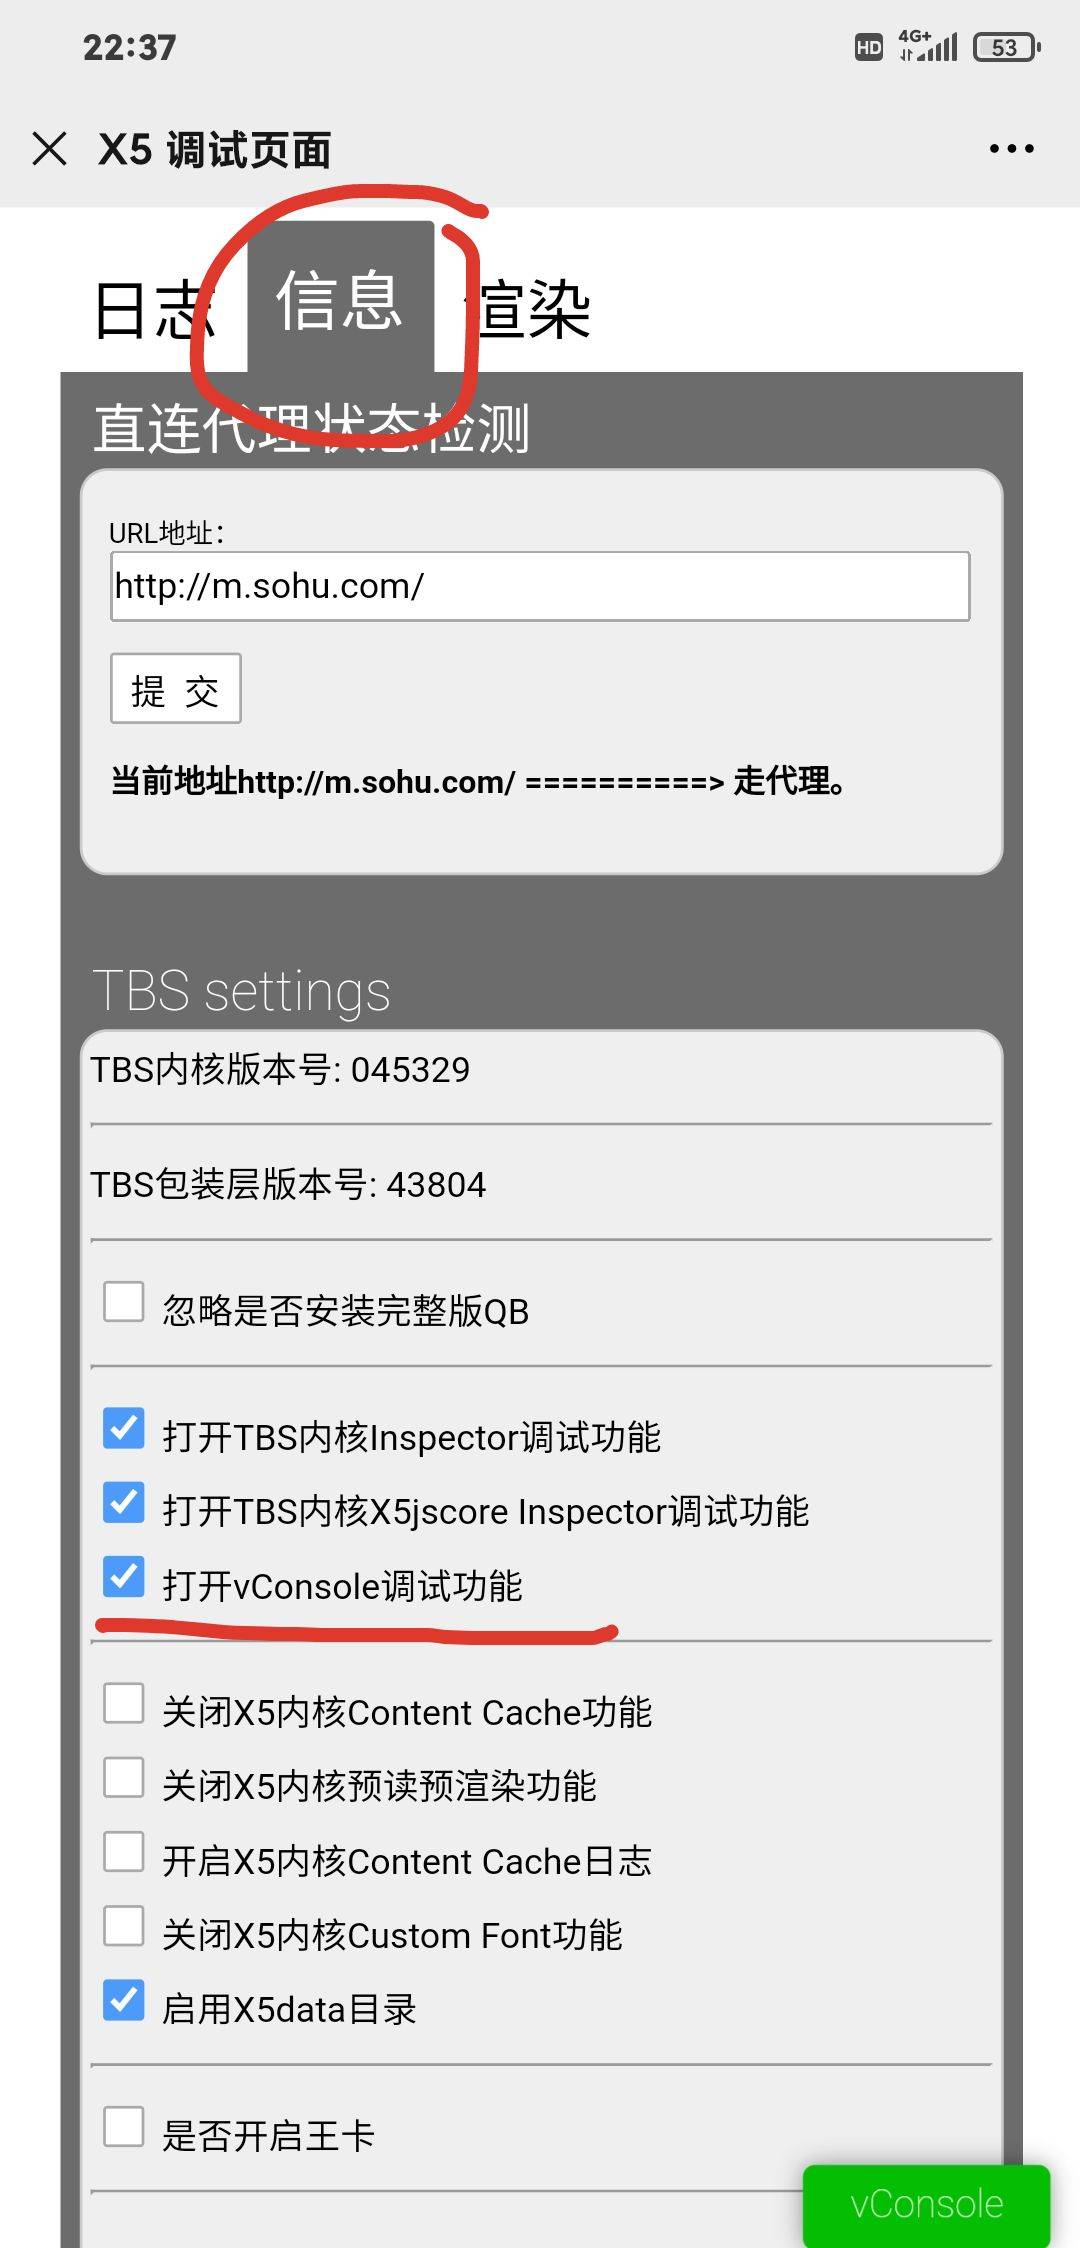 22:37
HD 4G+ 53
X5 调试页面
日志 信息 渲染
直连代理状态检测
URL地址：
http://m.sohu.com/
提 交
当前地址http://m.sohu.com/ ==========> 走代理。
TBS settings
TBS内核版本号: 045329
TBS包装层版本号: 43804
忽略是否安装完整版QB
打开TBS内核Inspector调试功能
打开TBS内核X5jscore Inspector调试功能
打开vConsole调试功能
关闭X5内核Content Cache功能
关闭X5内核预读预渲染功能
开启X5内核Content Cache日志
关闭X5内核Custom Font功能
启用X5data目录
是否开启王卡
vConsole